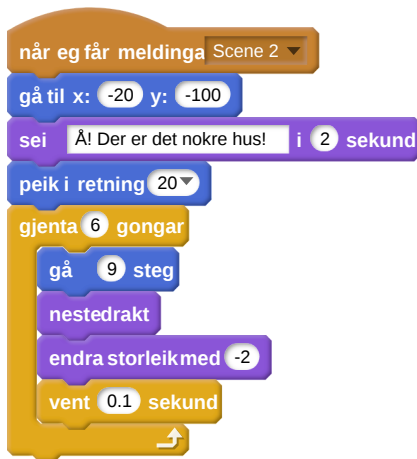 når eg får meldinga Scene 2
gå til x: -20 y: -100
sei Å! Der er det nokre hus! i 2 sekund
peik i retning 20
gjenta 6 gongar
gå 9 steg
nestedrakt
endra storleik med -2
vent 0.1 sekund